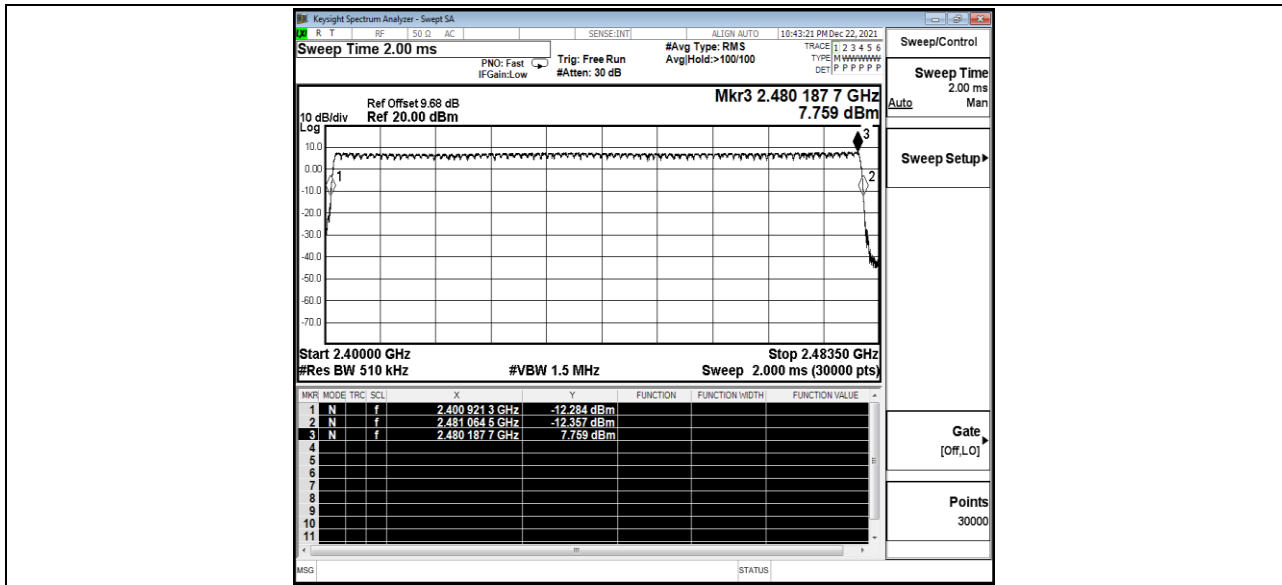 Keysight Spectrum Analyzer - Swept SA
R T RF 50 Ω AC SENSE:INT ALIGN AUTO 10:43:21 PM Dec 22, 2021
Sweep Time 2.00 ms
PNO: Fast
IFGain:Low
Trig: Free Run
#Atten: 30 dB
#Avg Type: RMS
Avg|Hold:>100/100
TRACE 1 2 3 4 5 6
TYPE M WWWWW
DET P P P P P P
Sweep/Control
Sweep Time
2.00 ms
Auto Man
Sweep Setup
Gate
[Off,LO]
Points
30000
Mkr3 2.480 187 7 GHz
7.759 dBm
Ref Offset 9.68 dB
10 dB/div Ref 20.00 dBm
Log
3
10.0
0.00
1 2
-10.0
-20.0
-30.0
-40.0
-50.0
-60.0
-70.0
Start 2.40000 GHz Stop 2.48350 GHz
#Res BW 510 kHz #VBW 1.5 MHz Sweep 2.000 ms (30000 pts)
MKR MODE TRC SCL X Y FUNCTION FUNCTION WIDTH FUNCTION VALUE
1 N f 2.400 921 3 GHz -12.284 dBm
2 N f 2.481 064 5 GHz -12.357 dBm
3 N f 2.480 187 7 GHz 7.759 dBm
4
5
6
7
8
9
10
11
MSG STATUS